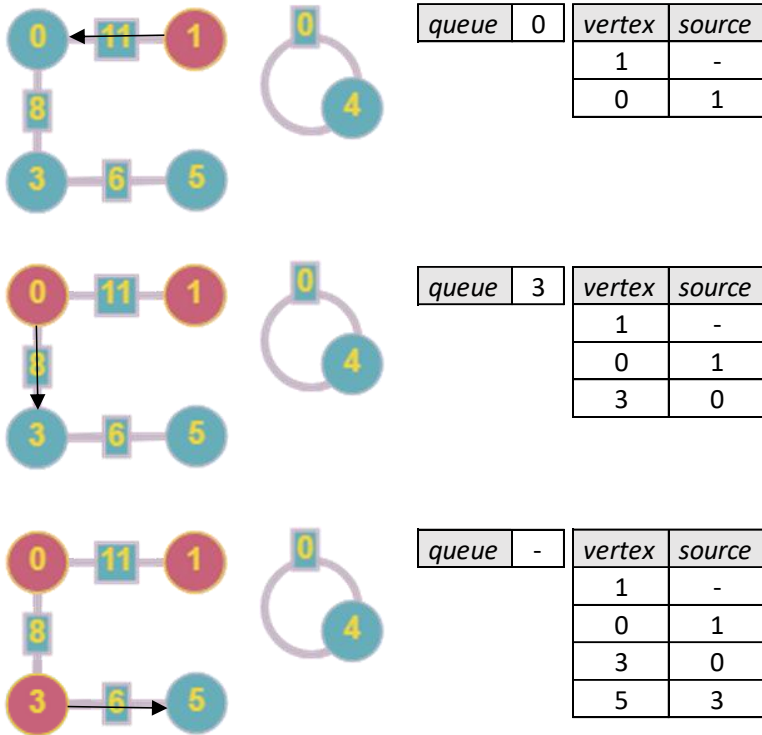 0 11 1 0 queue 0 vertex source
1 -
8 4 0 1
3 6 5
0 11 1 0 queue 3 vertex source
1 -
8 4 0 1
3 0
3 6 5
0 11 1 0 queue - vertex source
1 -
8 4 0 1
3 0
3 6 5 5 3